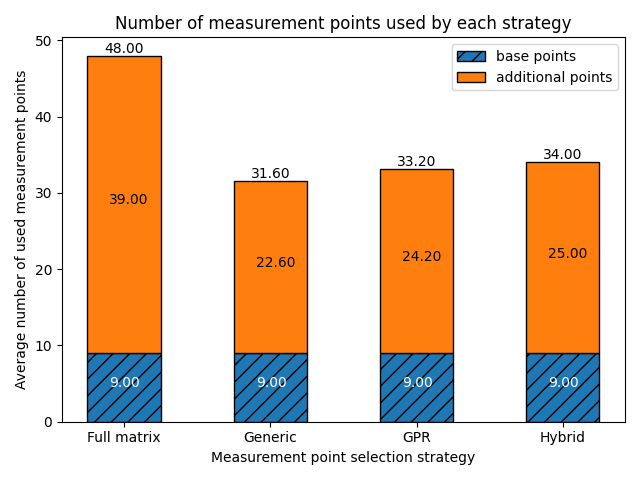 Number of measurement points used by each strategy
Average number of used measurement points
50
40
30
20
10
0
base points
additional points
48.00
31.60
33.20
34.00
39.00
22.60
24.20
25.00
9.00
9.00
9.00
9.00
Full matrix
Generic
GPR
Hybrid
Measurement point selection strategy